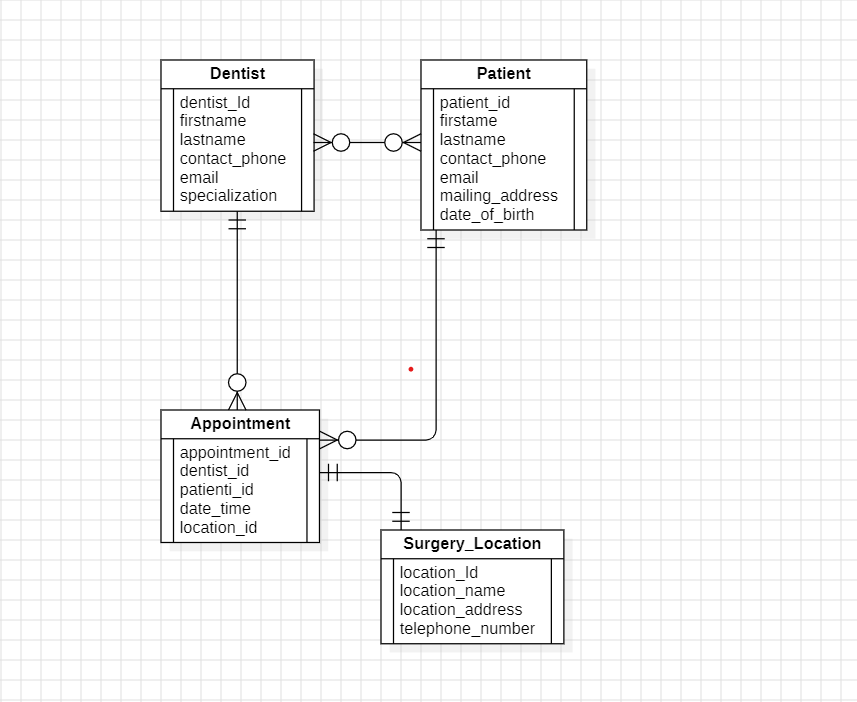 Dentist
dentist_Id
firstname
lastname
contact_phone
email
specialization
Patient
patient_id
firstame
lastname
contact_phone
email
mailing_address
date_of_birth
Appointment
appointment_id
dentist_id
patienti_id
date_time
location_id
Surgery_Location
location_Id
location_name
location_address
telephone_number